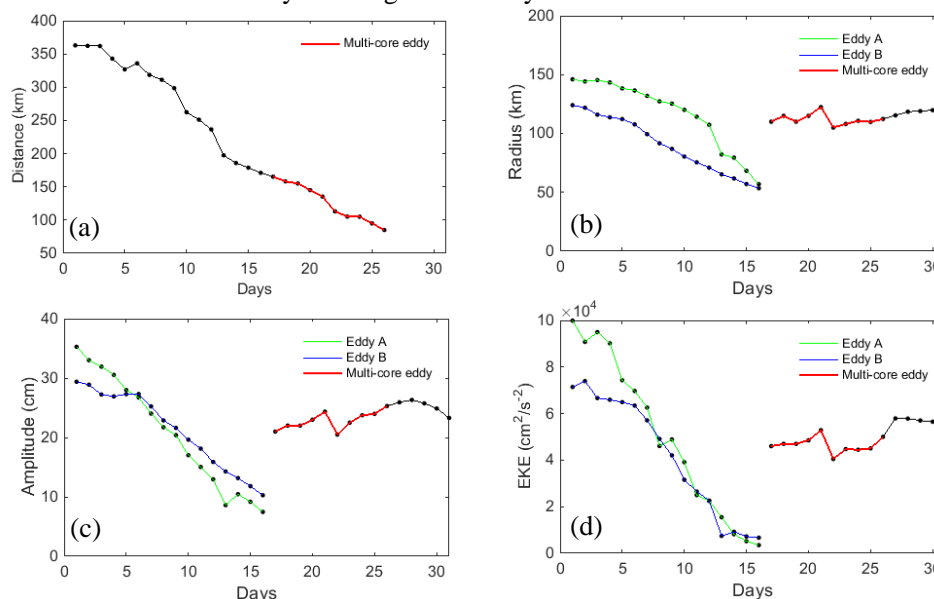 400
350
300
250
200
150
100
50
Distance (km)
Multi-core eddy
(a)
0 5 10 15 20 25 30
Days
200
150
100
50
0
Radius (km)
Eddy A
Eddy B
Multi-core eddy
(b)
0 5 10 15 20 25 30
Days
40
30
20
10
0
Amplitude (cm)
Eddy A
Eddy B
Multi-core eddy
(c)
0 5 10 15 20 25 30
Days
×10⁴
10
8
6
4
2
0
EKE (cm²/s⁻²)
Eddy A
Eddy B
Multi-core eddy
(d)
0 5 10 15 20 25 30
Days